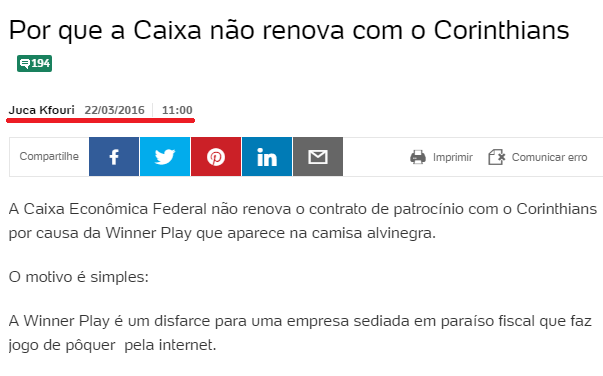 Por que a Caixa não renova com o Corinthians
194
Juca Kfouri 22/03/2016 11:00
Compartilhe f in Imprimir Comunicar erro
A Caixa Econômica Federal não renova o contrato de patrocínio com o Corinthians
por causa da Winner Play que aparece na camisa alvinegra.
O motivo é simples:
A Winner Play é um disfarce para uma empresa sediada em paraíso fiscal que faz
jogo de pôquer pela internet.